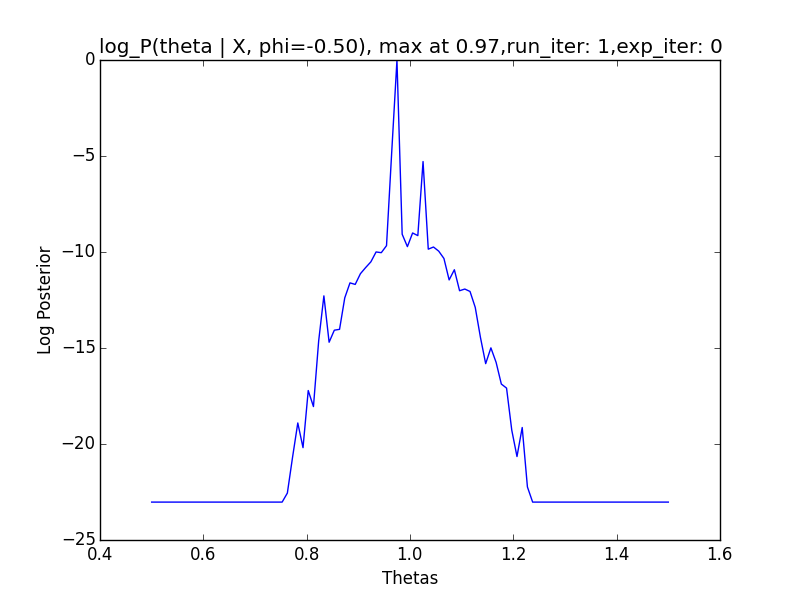 log_P(theta | X, phi=-0.50), max at 0.97,run_iter: 1,exp_iter: 0
0
−5
−10
−15
−20
−25
Log Posterior
0.4 0.6 0.8 1.0 1.2 1.4 1.6
Thetas